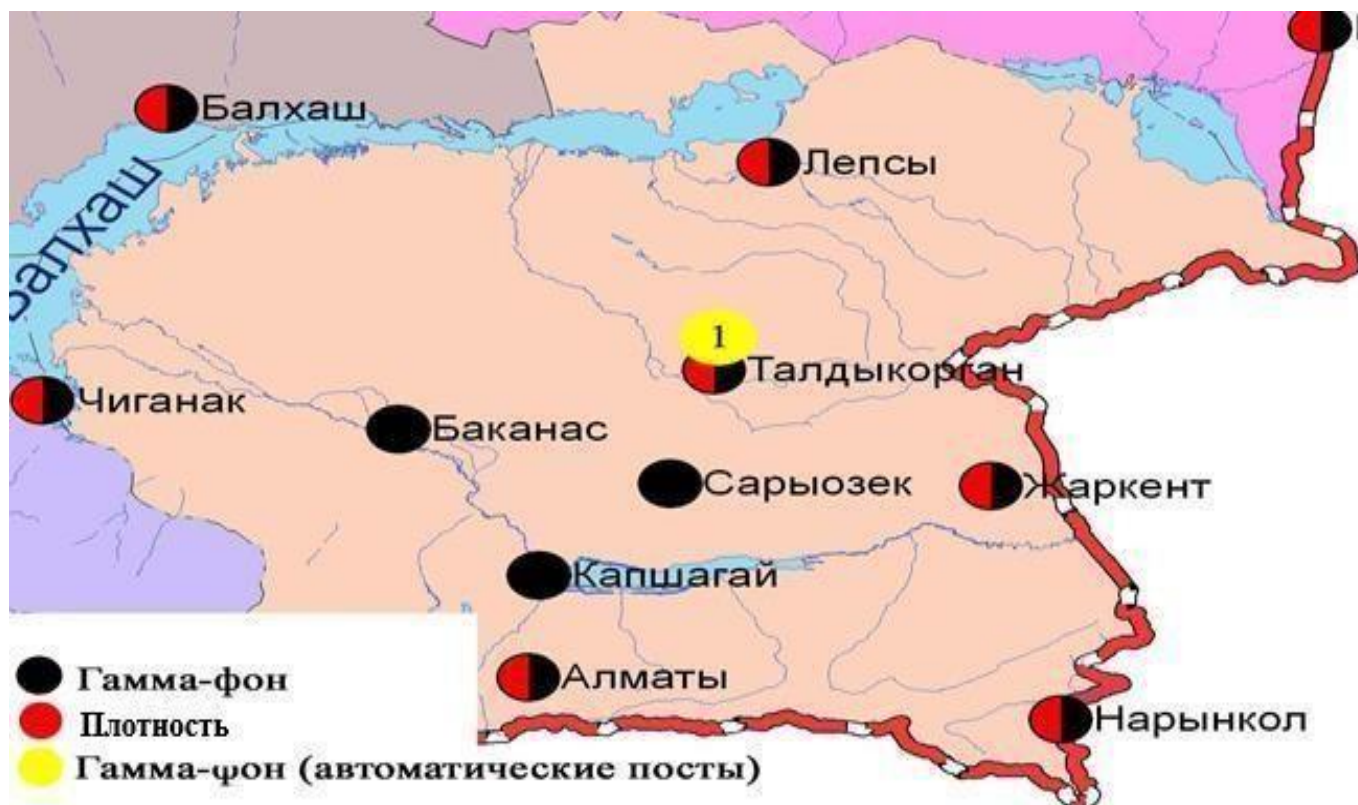 Балхаш
Балхаш
Лепсы
1
Талдыкорган
Чиганак
Баканас
Сарыозек
Жаркент
Капшагай
Алматы
Нарынкол
Гамма-фон
Плотность
Гамма-фон (автоматические посты)